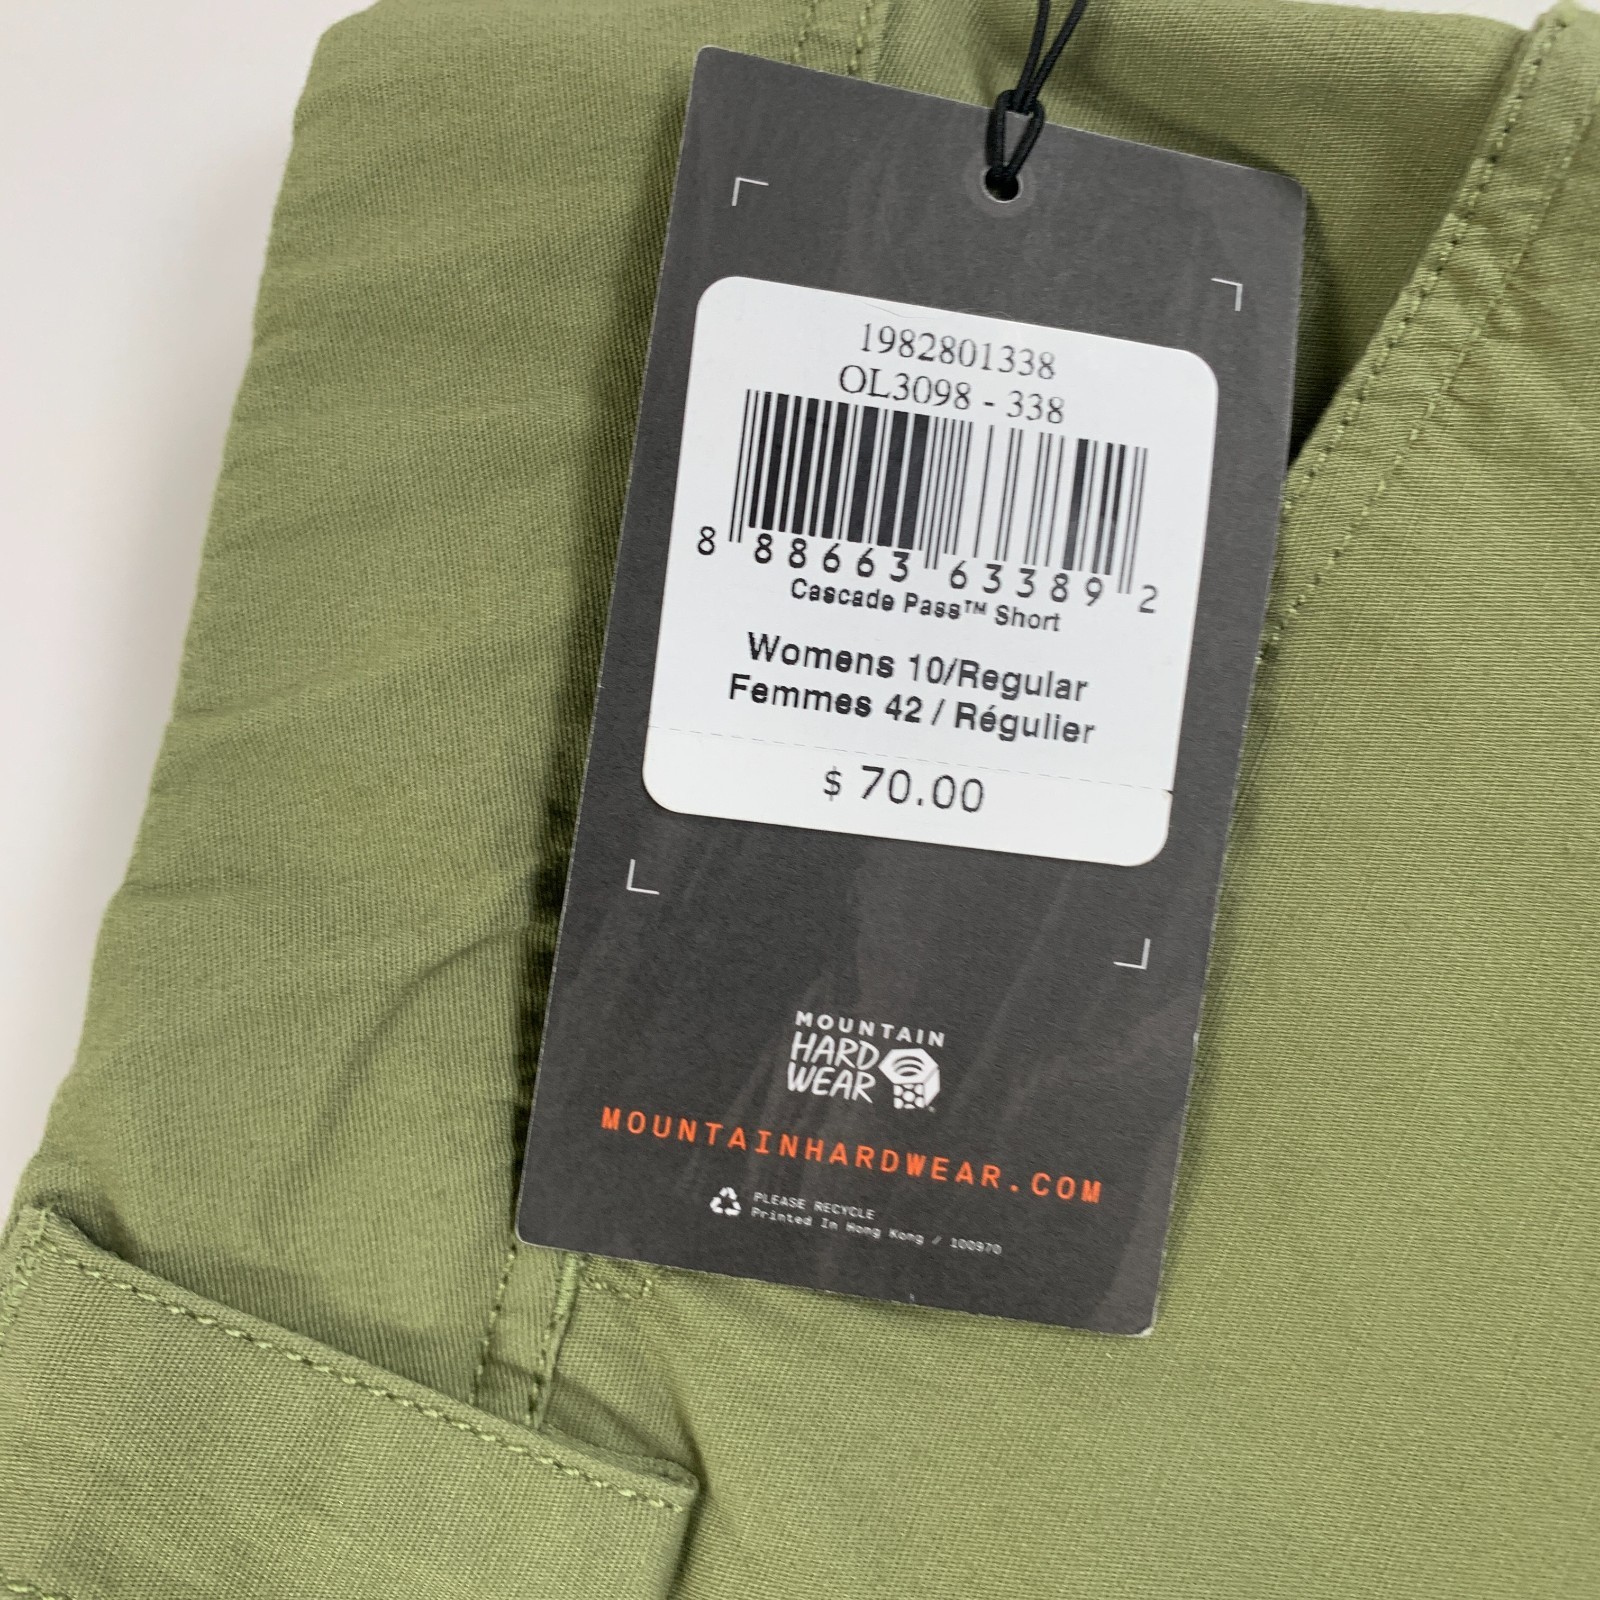 1982801338
OL3098 - 338
8 88663 63389 2
Cascade Pass™ Short
Womens 10/Regular
Femmes 42 / Régulier
$ 70.00
MOUNTAIN
HARD
WEAR
MOUNTAINHARDWEAR.COM
PLEASE RECYCLE
Printed In Hong Kong / 100970